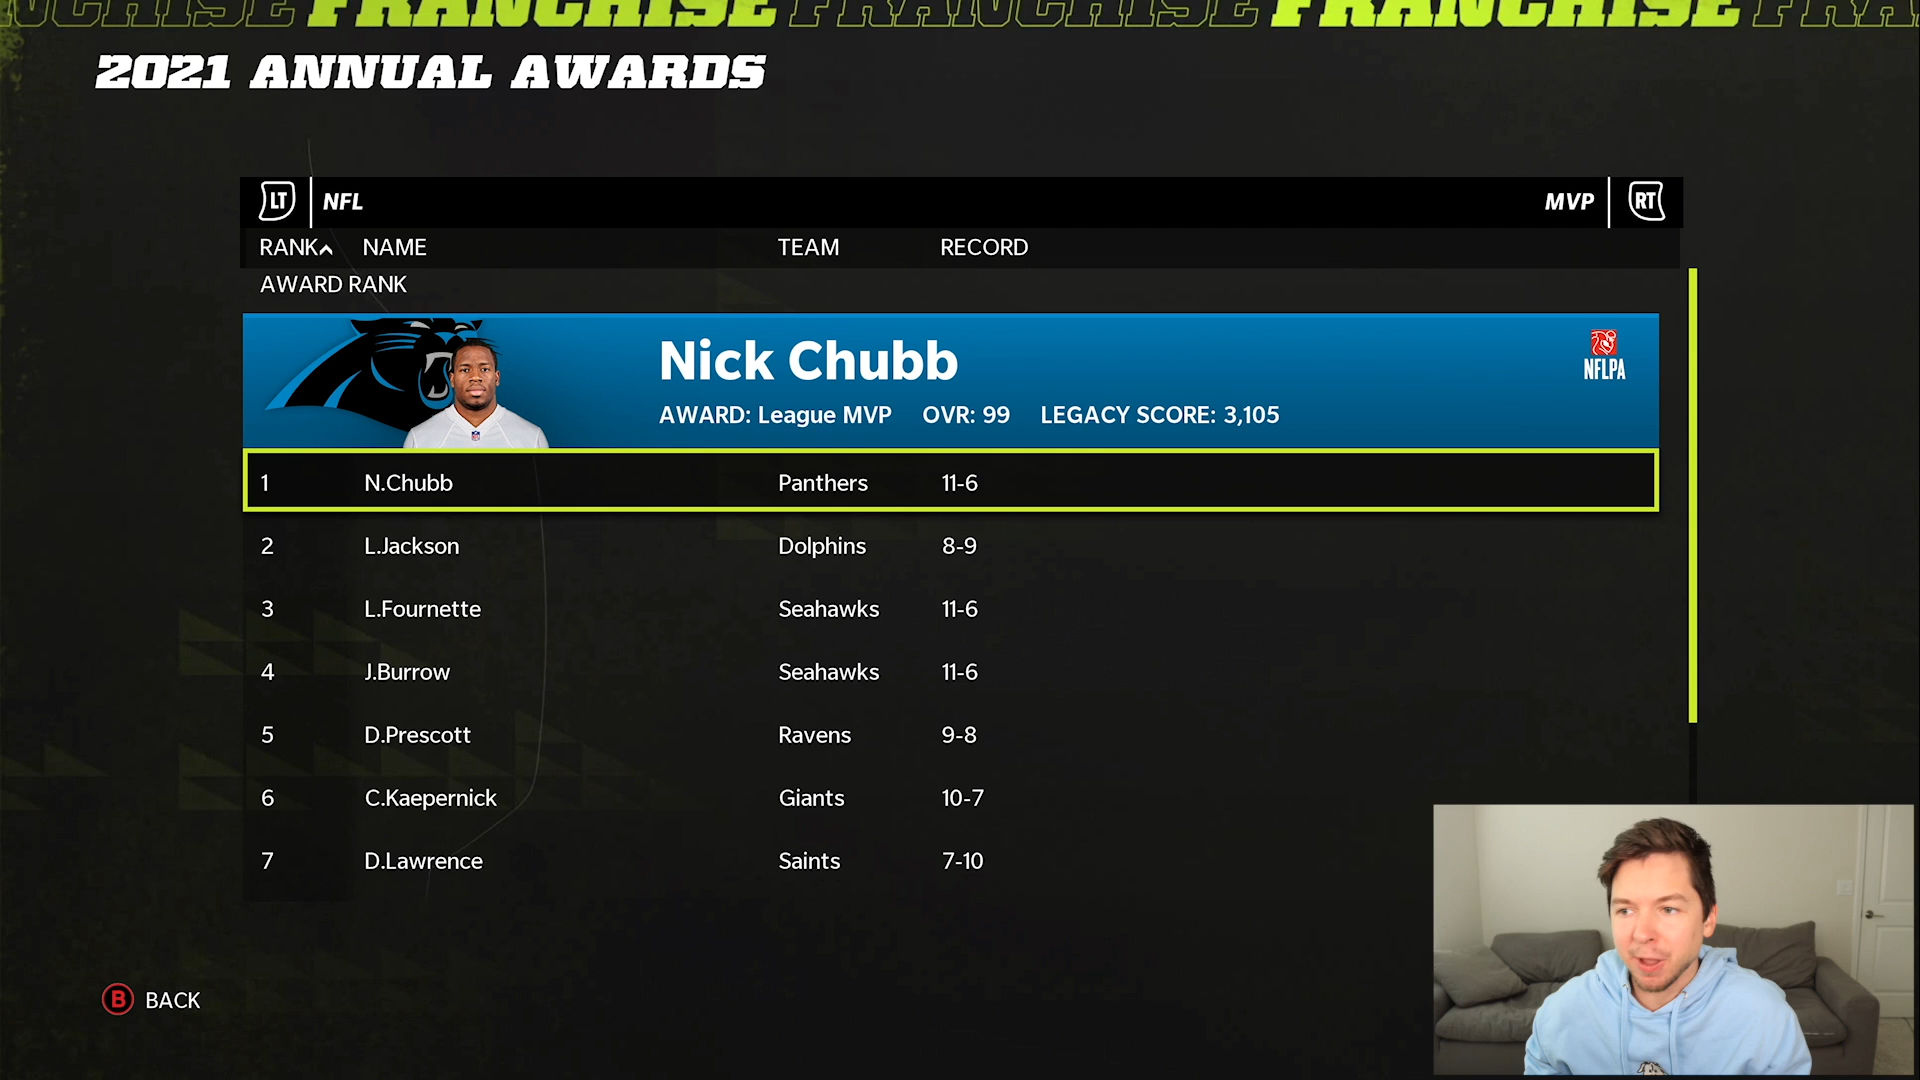 NCHISE FRANCHISE FRANCHISE FRANCHISE FRA
2021 ANNUAL AWARDS
LT NFL MVP RT
RANK NAME TEAM RECORD
AWARD RANK
Nick Chubb
NFLPA
AWARD: League MVP OVR: 99 LEGACY SCORE: 3,105
1 N.Chubb Panthers 11-6
2 L.Jackson Dolphins 8-9
3 L.Fournette Seahawks 11-6
4 J.Burrow Seahawks 11-6
5 D.Prescott Ravens 9-8
6 C.Kaepernick Giants 10-7
7 D.Lawrence Saints 7-10
B BACK